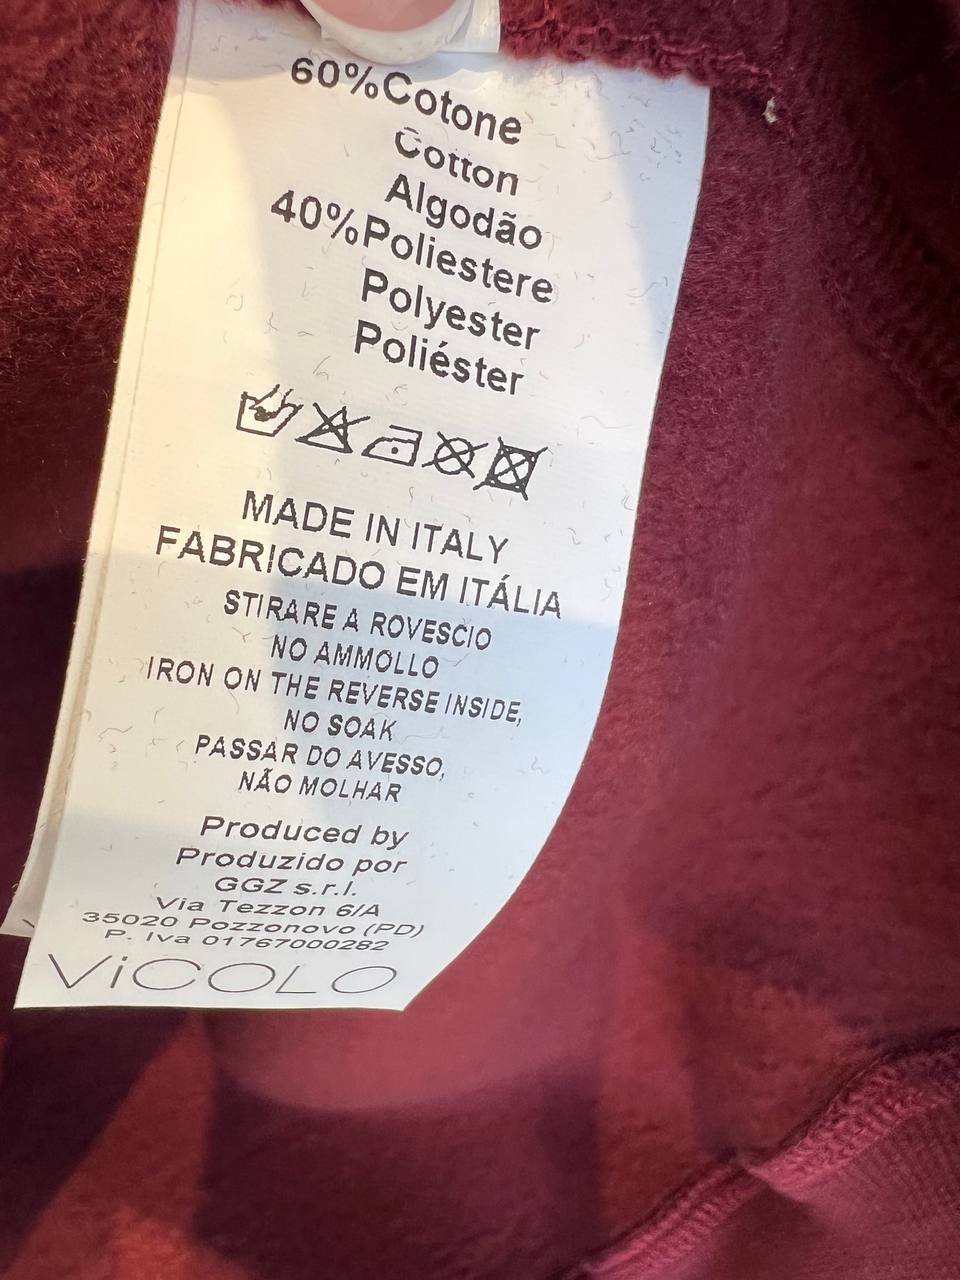 60%Cotone
Cotton
Algodão
40%Poliestere
Polyester
Poliéster
MADE IN ITALY
FABRICADO EM ITÁLIA
STIRARE A ROVESCIO
NO AMMOLLO
IRON ON THE REVERSE INSIDE,
NO SOAK
PASSAR DO AVESSO,
NÃO MOLHAR
Produced by
Produzido por
GGZ s.r.l.
Via Tezzon 6/A
35020 Pozzonovo (PD)
P. Iva 01767000282
ViCOLO